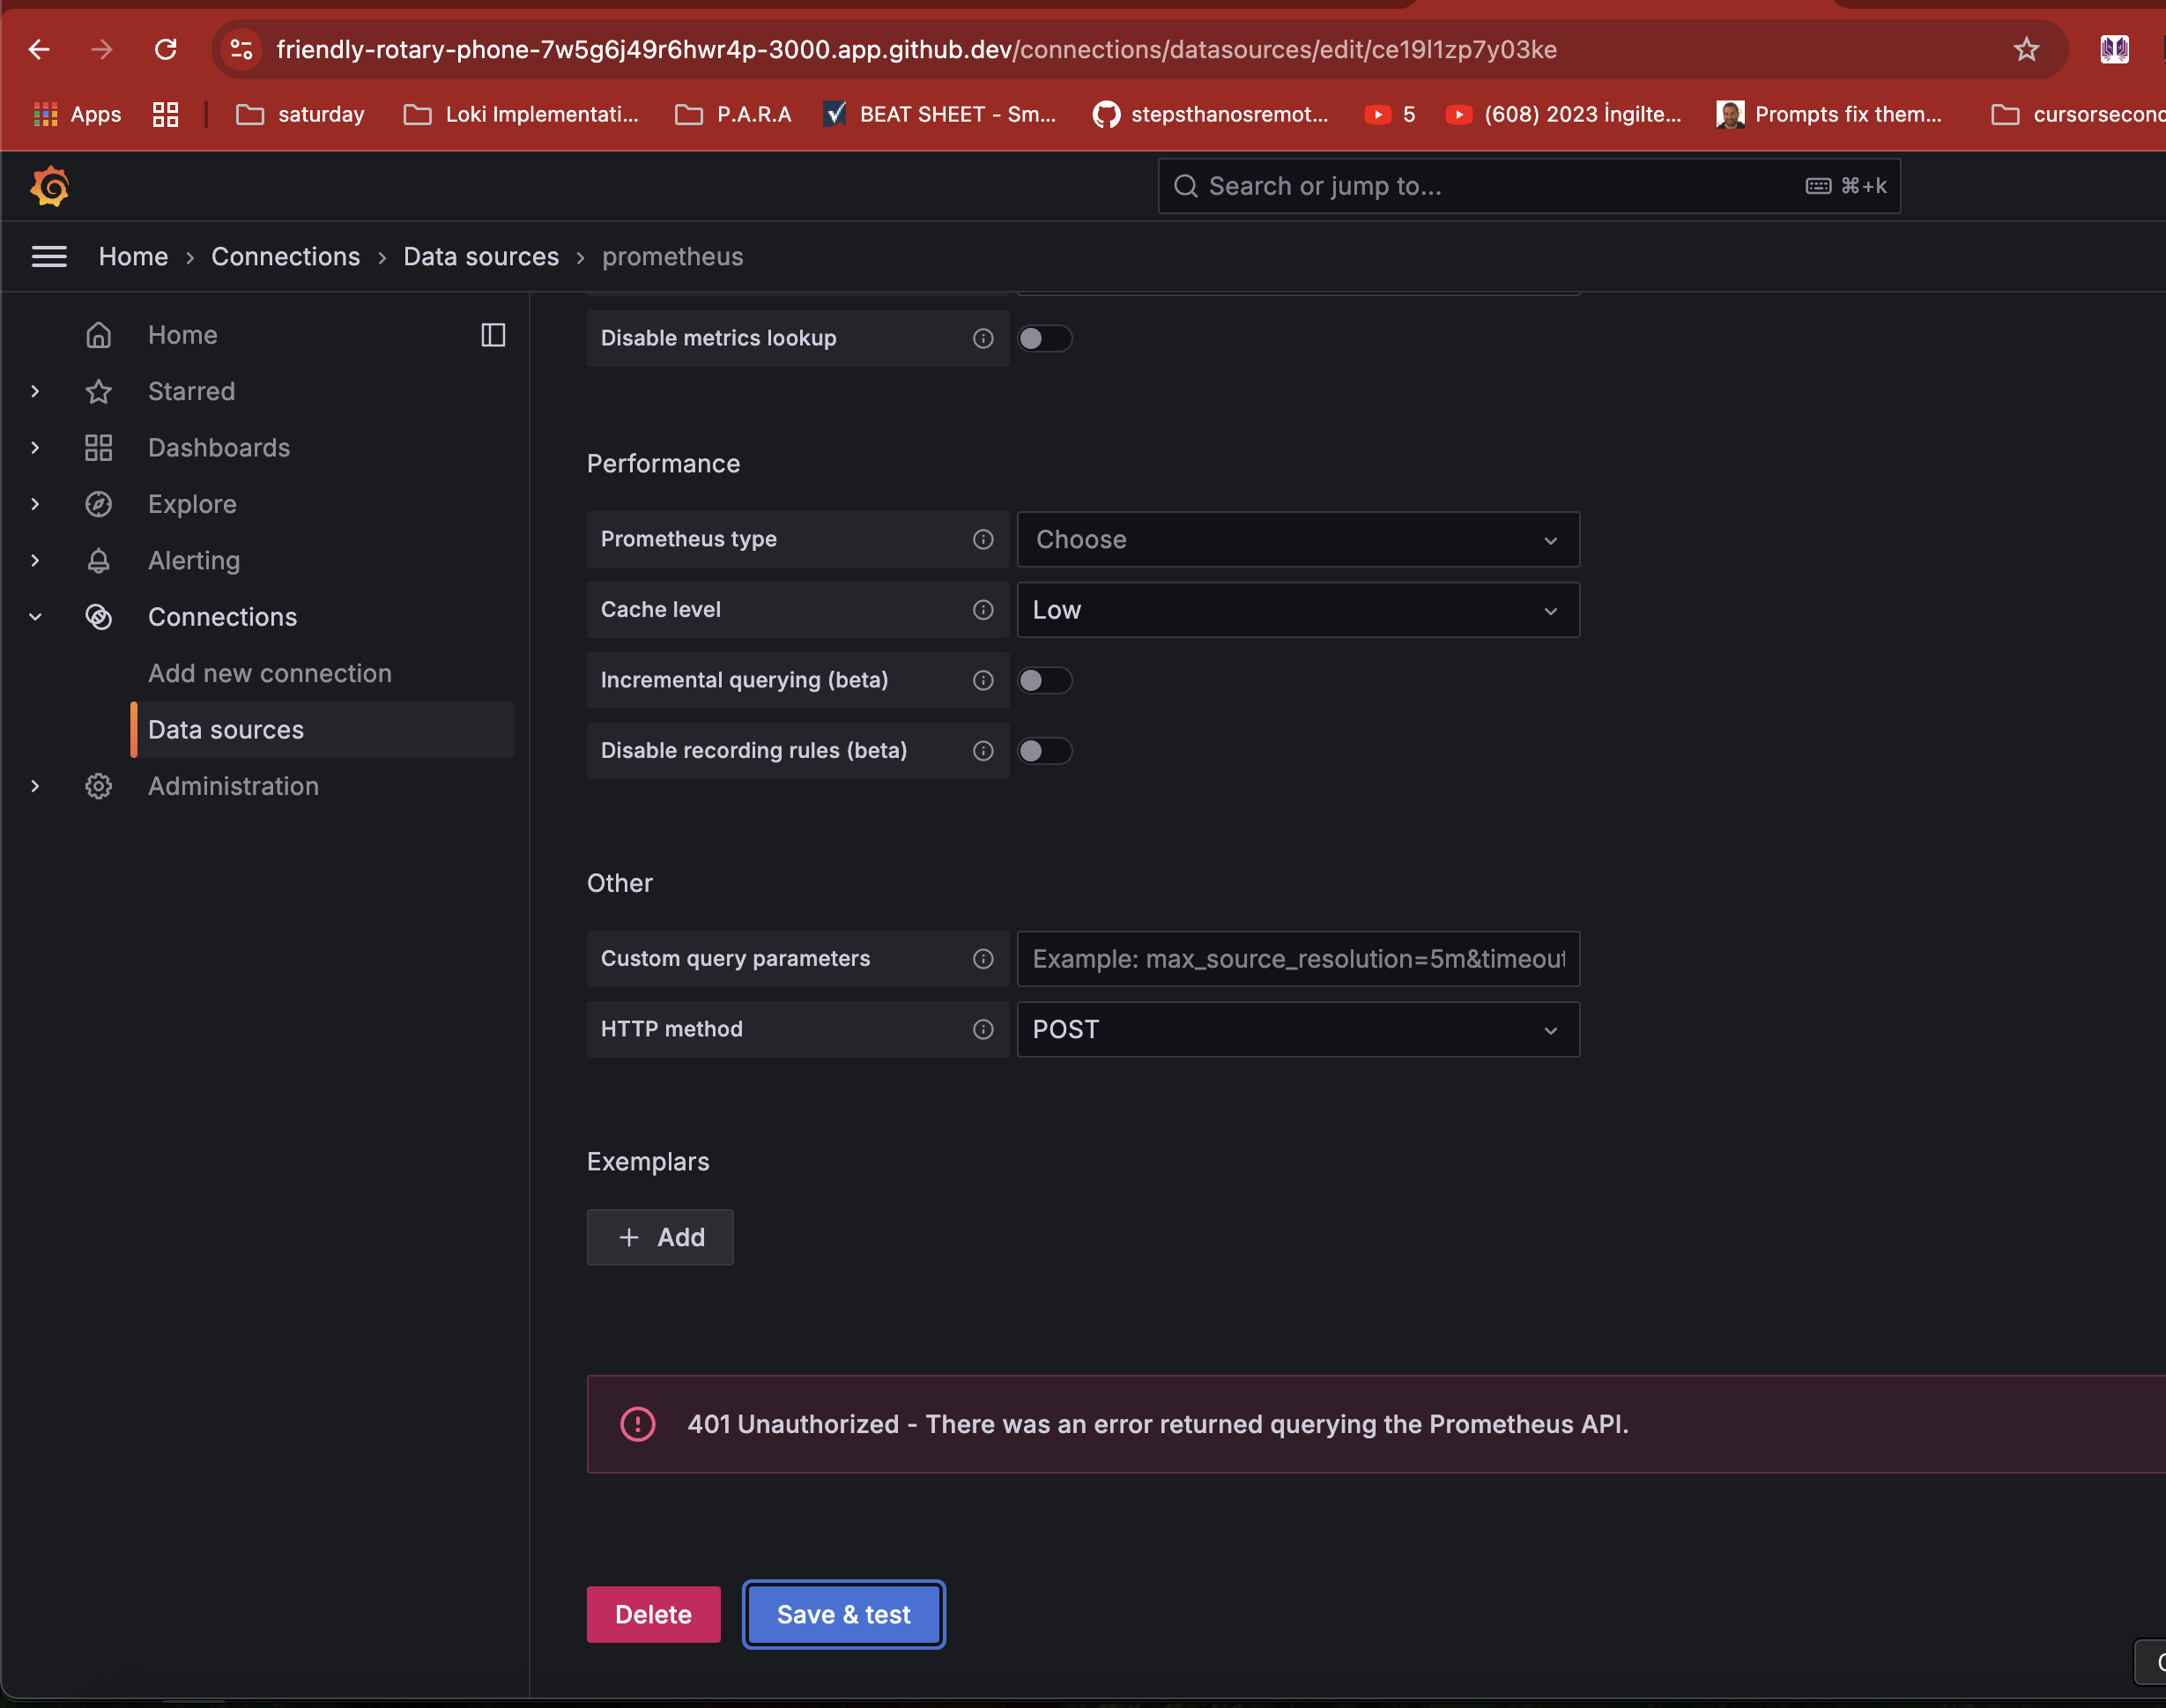 friendly-rotary-phone-7w5g6j49r6hwr4p-3000.app.github.dev/connections/datasources/edit/ce19l1zp7y03ke
Apps saturday Loki Implementati... P.A.R.A BEAT SHEET - Sm... stepsthanosremot... 5 (608) 2023 İngilte... Prompts fix them... cursorsecond
Search or jump to... ⌘+k
Home › Connections › Data sources › prometheus
Home
Starred
Dashboards
Explore
Alerting
Connections
Add new connection
Data sources
Administration
Disable metrics lookup
Performance
Prometheus type Choose
Cache level Low
Incremental querying (beta)
Disable recording rules (beta)
Other
Custom query parameters Example: max_source_resolution=5m&timeout
HTTP method POST
Exemplars
+ Add
401 Unauthorized - There was an error returned querying the Prometheus API.
Delete Save & test